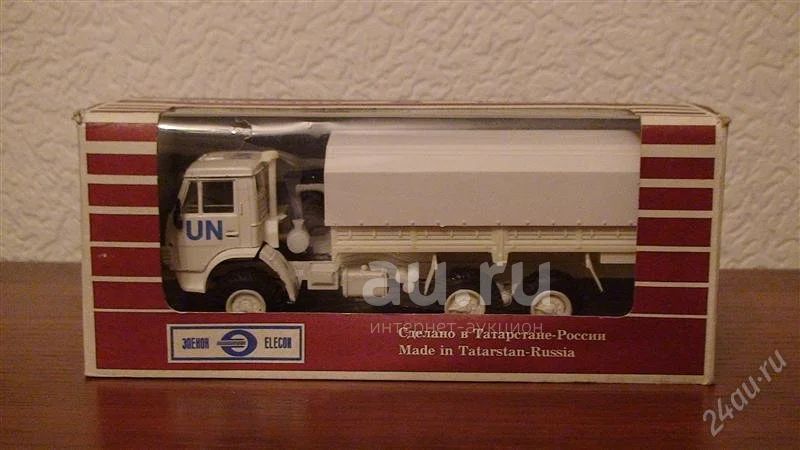 UN
au.ru
интернет-аукцион
ЭЛЕКОН ELECON
Сделано в Татарстане-России
Made in Tatarstan-Russia
24au.ru